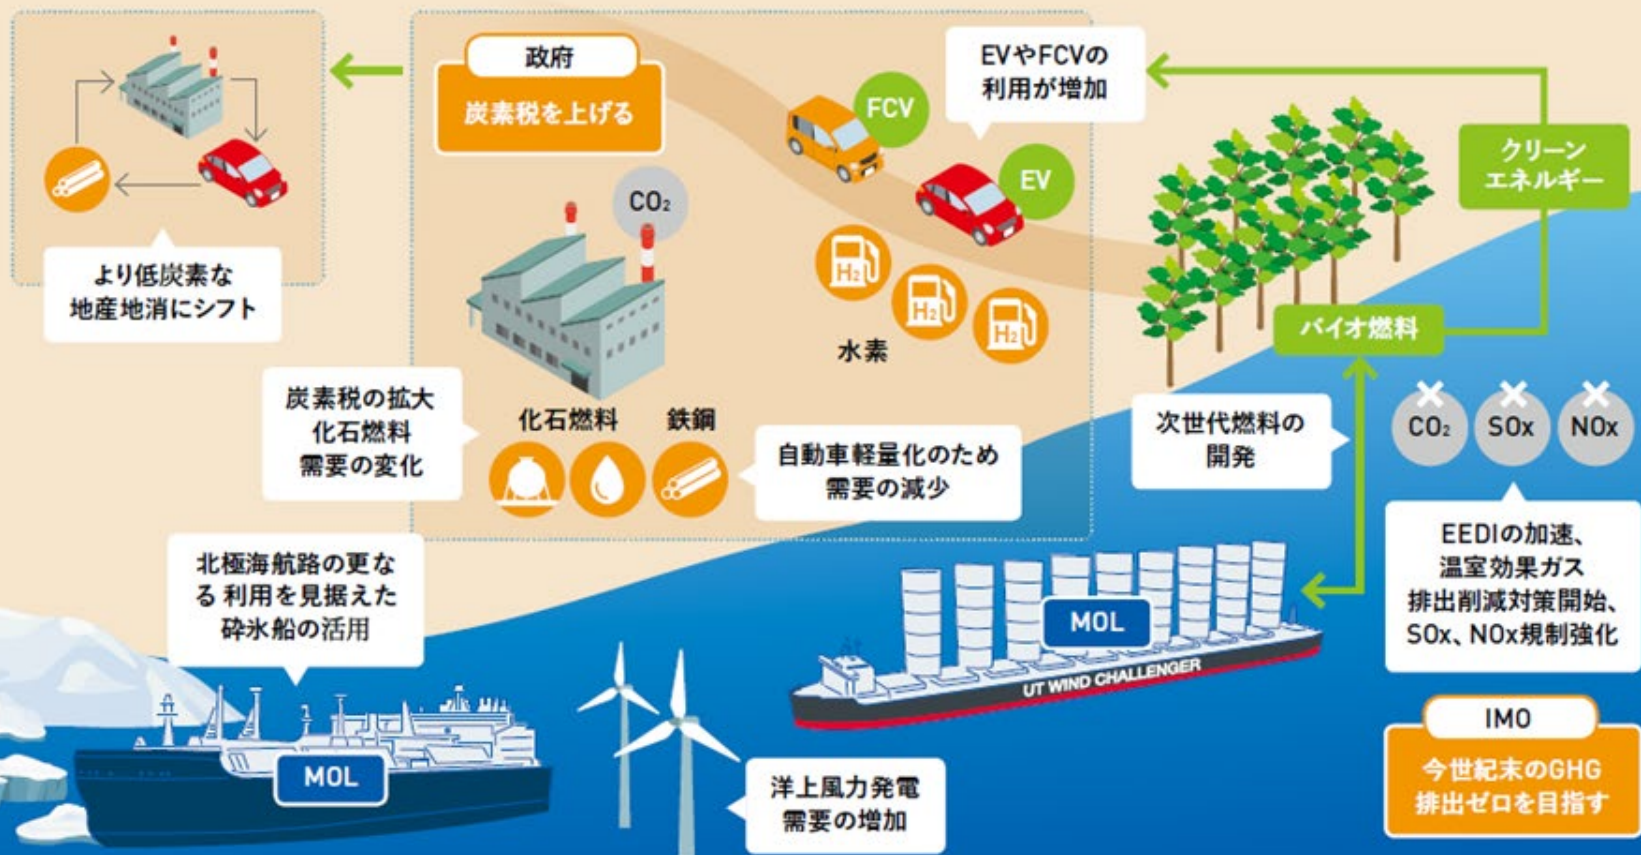 政府
炭素税を上げる
EVやFCVの
利用が増加
FCV
EV
クリーン
エネルギー
CO₂
より低炭素な
地産地消にシフト
H₂
H₂
H₂
水素
バイオ燃料
炭素税の拡大
化石燃料
需要の変化
化石燃料
鉄鋼
自動車軽量化のため
需要の減少
次世代燃料の
開発
CO₂
SOx
NOx
EEDIの加速、
温室効果ガス
排出削減対策開始、
SOx、NOx規制強化
北極海航路の更な
る 利用を見据えた
砕氷船の活用
MOL
UT WIND CHALLENGER
MOL
洋上風力発電
需要の増加
IMO
今世紀末のGHG
排出ゼロを目指す